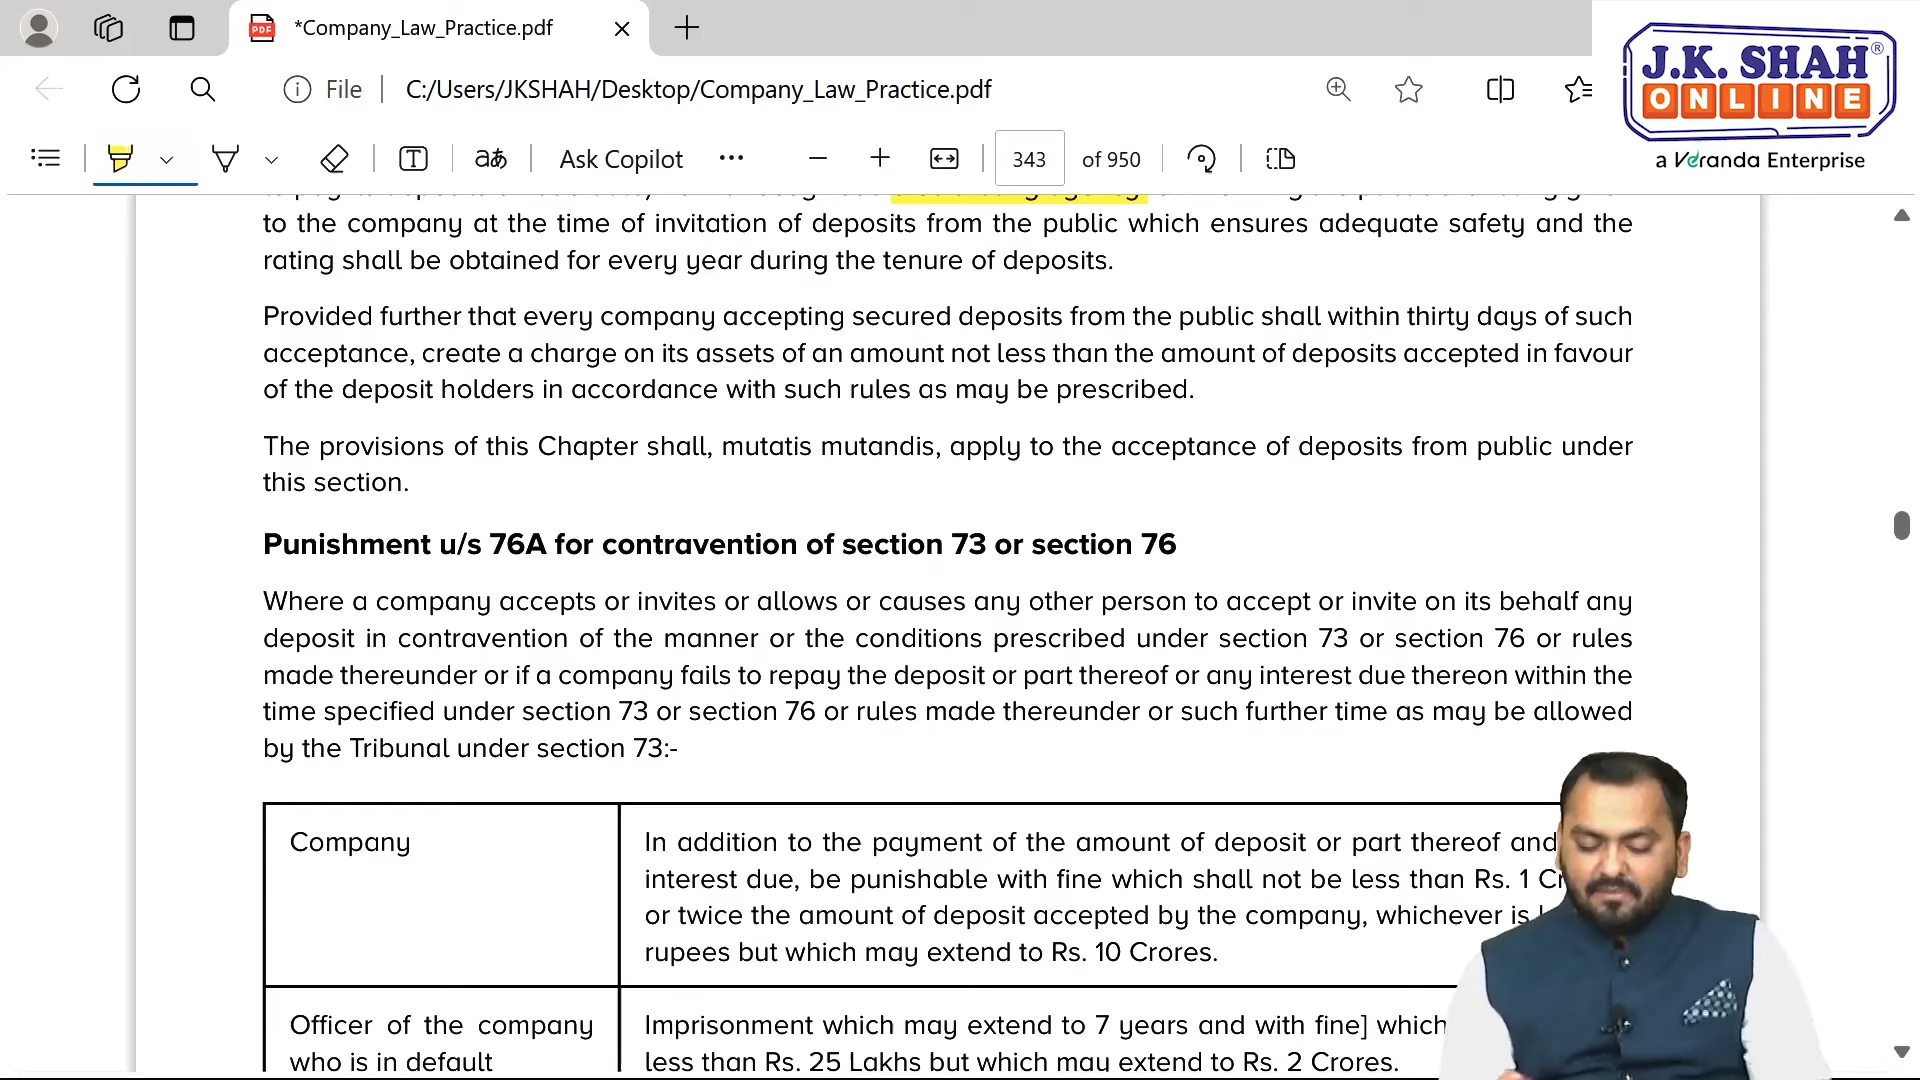 *Company_Law_Practice.pdf
File
C:/Users/JKSHAH/Desktop/Company_Law_Practice.pdf
Ask Copilot
343 of 950
J.K. SHAH®
ONLINE
a Veranda Enterprise
to the company at the time of invitation of deposits from the public which ensures adequate safety and the
rating shall be obtained for every year during the tenure of deposits.
Provided further that every company accepting secured deposits from the public shall within thirty days of such
acceptance, create a charge on its assets of an amount not less than the amount of deposits accepted in favour
of the deposit holders in accordance with such rules as may be prescribed.
The provisions of this Chapter shall, mutatis mutandis, apply to the acceptance of deposits from public under
this section.
Punishment u/s 76A for contravention of section 73 or section 76
Where a company accepts or invites or allows or causes any other person to accept or invite on its behalf any
deposit in contravention of the manner or the conditions prescribed under section 73 or section 76 or rules
made thereunder or if a company fails to repay the deposit or part thereof or any interest due thereon within the
time specified under section 73 or section 76 or rules made thereunder or such further time as may be allowed
by the Tribunal under section 73:-
Company
In addition to the payment of the amount of deposit or part thereof and
interest due, be punishable with fine which shall not be less than Rs. 1
or twice the amount of deposit accepted by the company, whichever is
rupees but which may extend to Rs. 10 Crores.
Officer of the company
who is in default
Imprisonment which may extend to 7 years and with fine] which
less than Rs. 25 Lakhs but which may extend to Rs. 2 Crores.